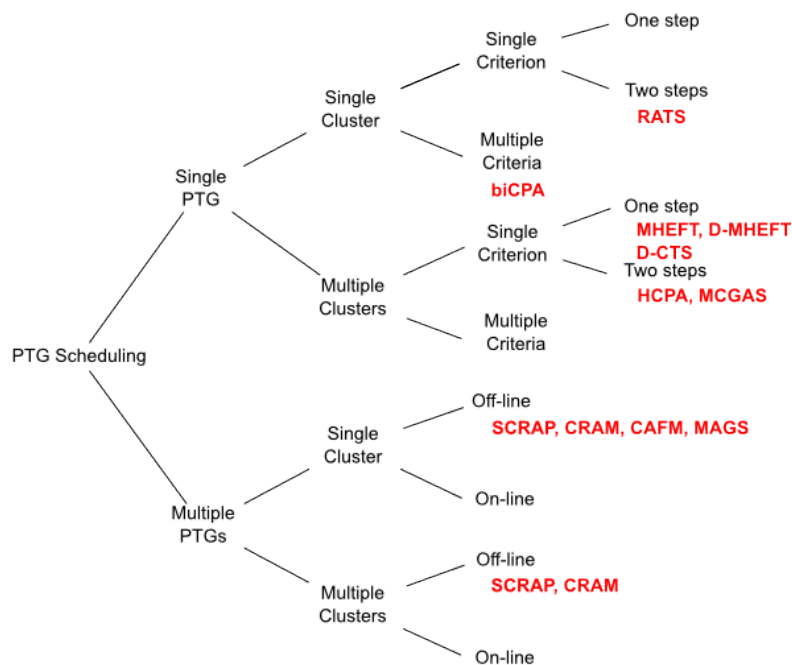 One step
Single
Criterion
Two steps
RATS
Single
Cluster
Multiple
Criteria
biCPA
Single
PTG
One step
MHEFT, D-MHEFT
D-CTS
Single
Criterion
Two steps
HCPA, MCGAS
Multiple
Clusters
Multiple
Criteria
PTG Scheduling
Off-line
SCRAP, CRAM, CAFM, MAGS
Single
Cluster
On-line
Multiple
PTGs
Off-line
SCRAP, CRAM
Multiple
Clusters
On-line